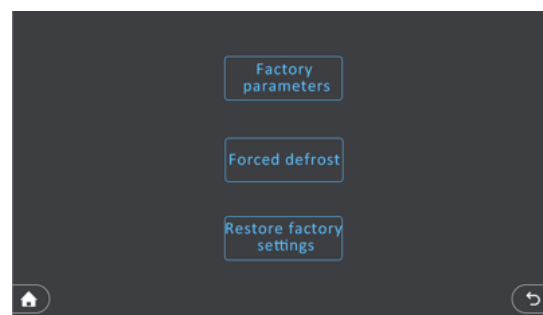 Factory
parameters
Forced defrost
Restore factory
settings